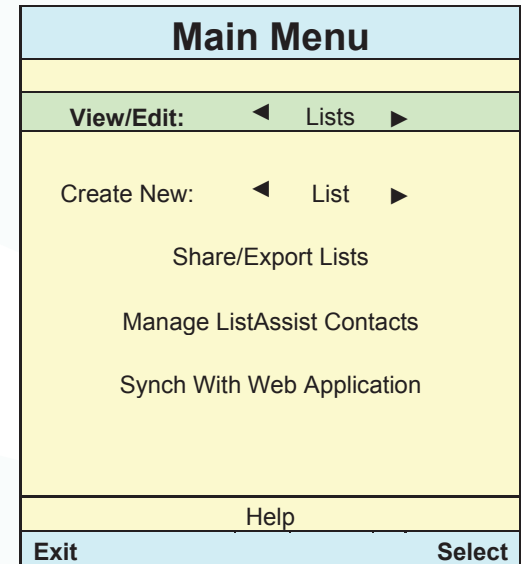 Main Menu
View/Edit: ◄ Lists ►
Create New: ◄ List ►
Share/Export Lists
Manage ListAssist Contacts
Synch With Web Application
Help
Exit Select